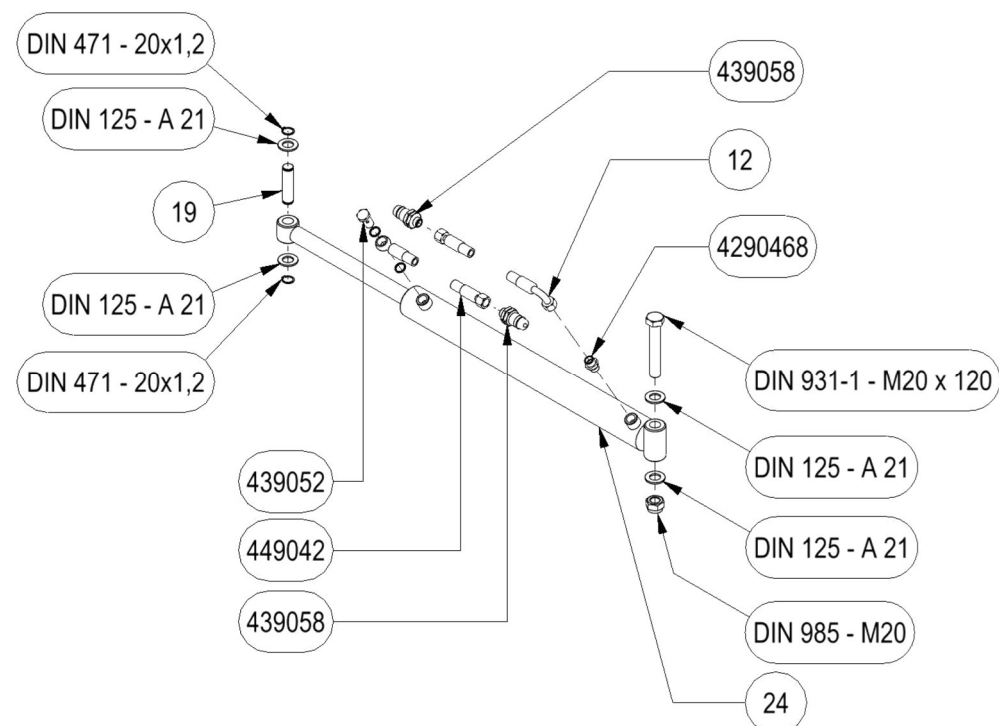 DIN 471 - 20x1,2
DIN 125 - A 21
19
DIN 125 - A 21
DIN 471 - 20x1,2
439058
12
4290468
DIN 931-1 - M20 x 120
DIN 125 - A 21
DIN 125 - A 21
DIN 985 - M20
24
439052
449042
439058